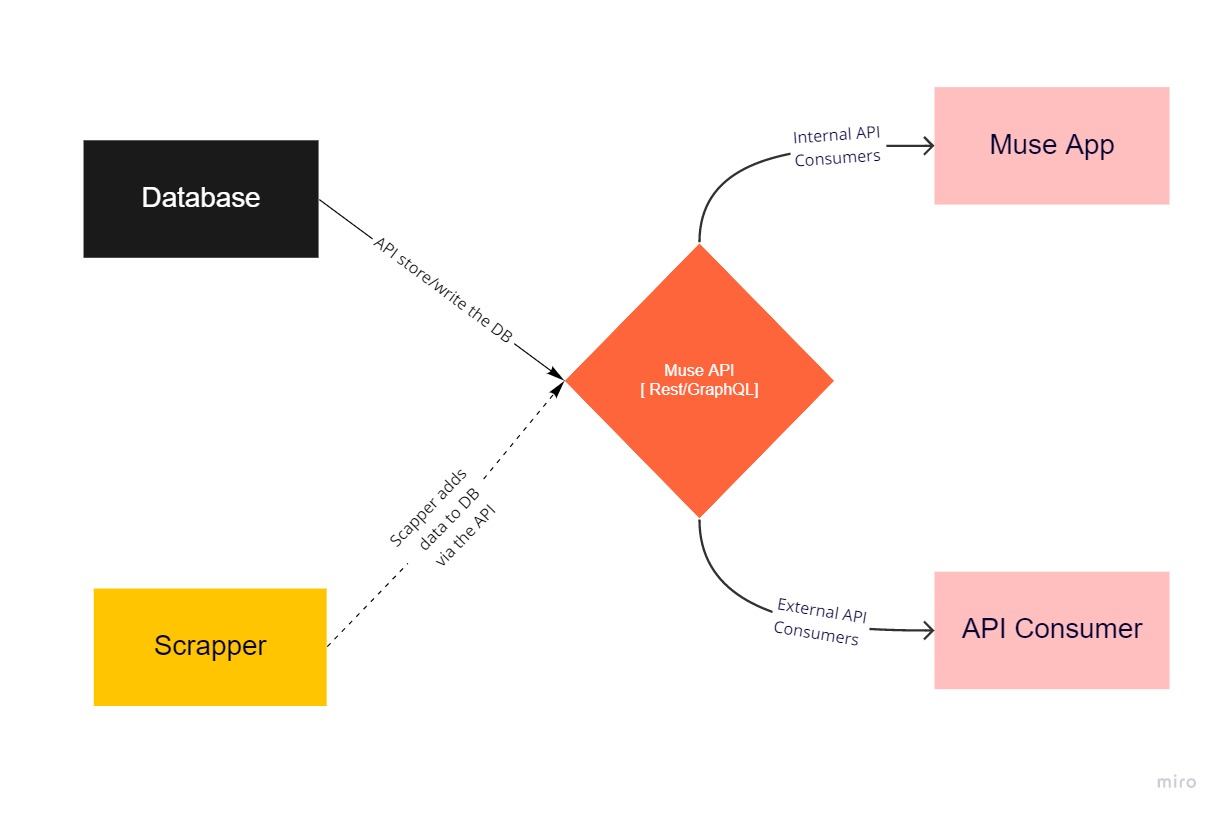 Database
API store/write the DB
Internal API
Consumers
Muse App
Muse API
[ Rest/GraphQL]
Scapper adds
data to DB
via the API
Scrapper
External API
Consumers
API Consumer
miro